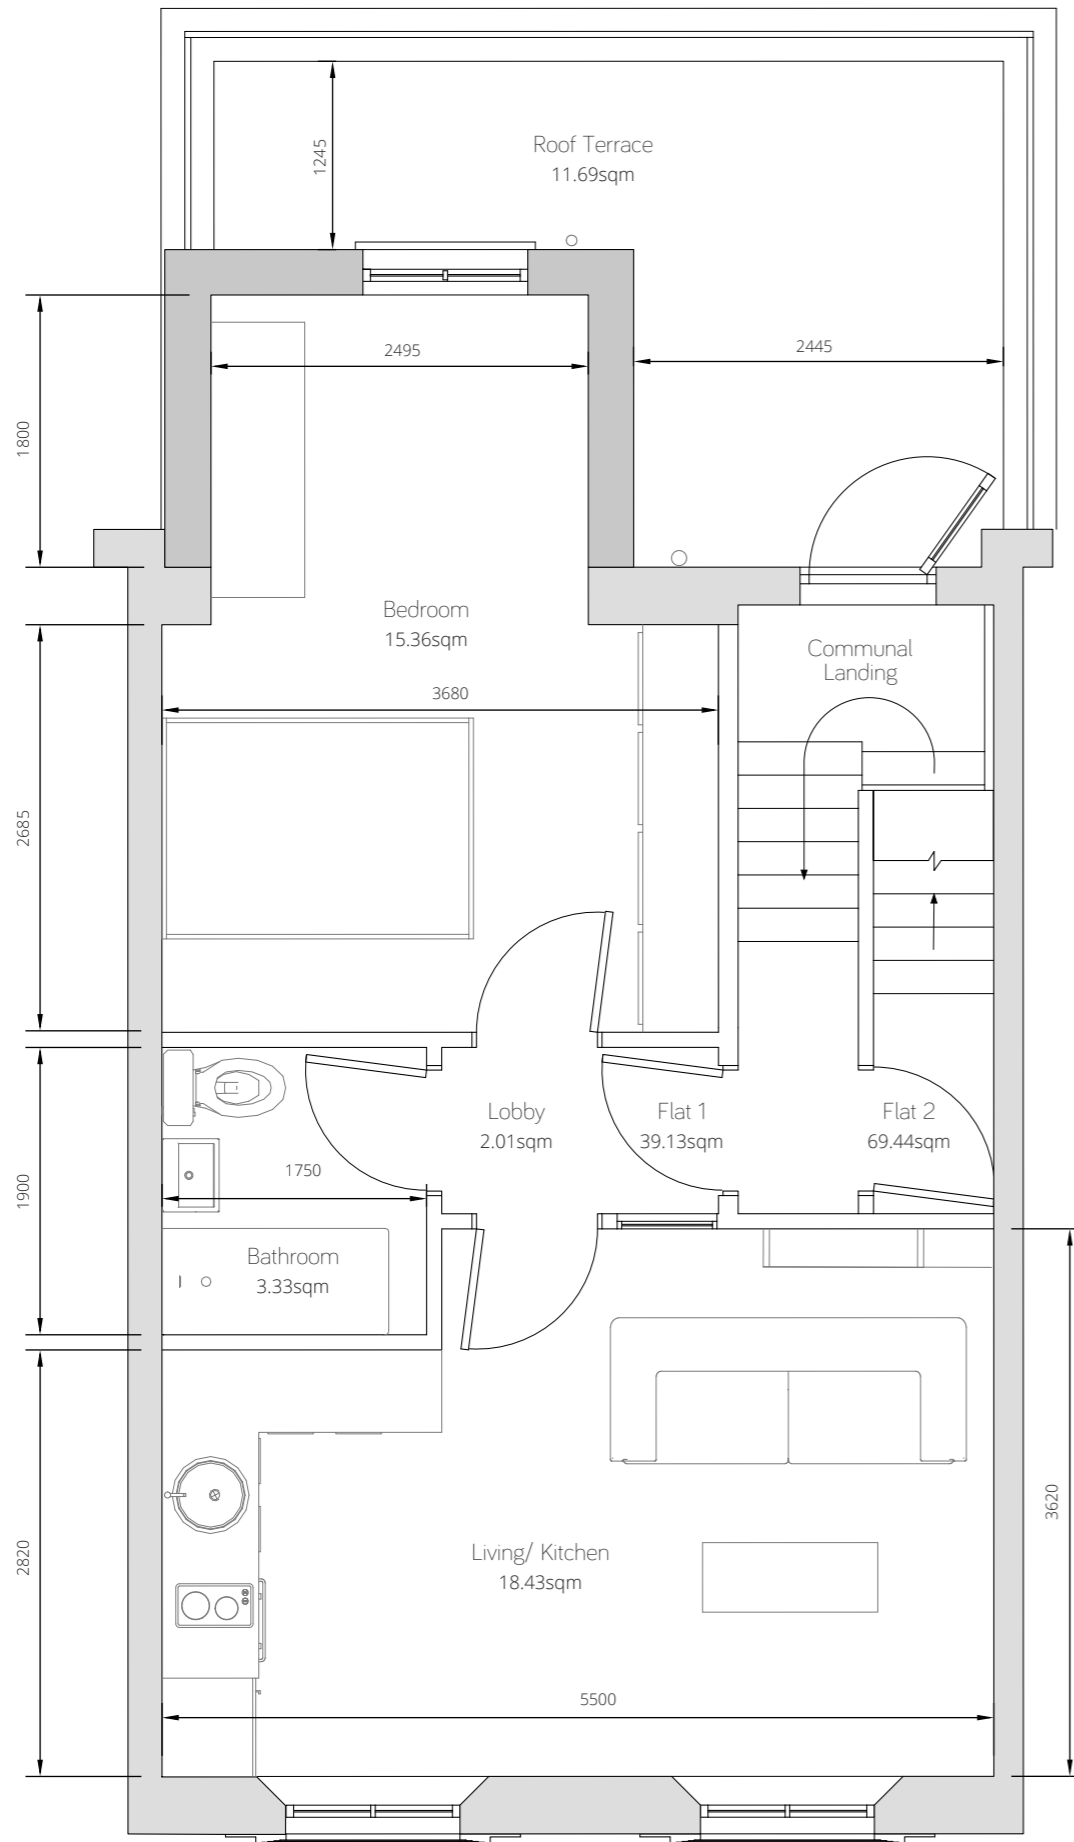 Roof Terrace
11.69sqm
1245
2495
2445
1800
Bedroom
15.36sqm
3680
Communal
Landing
2685
Lobby
2.01sqm
Flat 1
39.13sqm
Flat 2
69.44sqm
1750
1900
Bathroom
3.33sqm
Living/ Kitchen
18.43sqm
2820
3620
5500